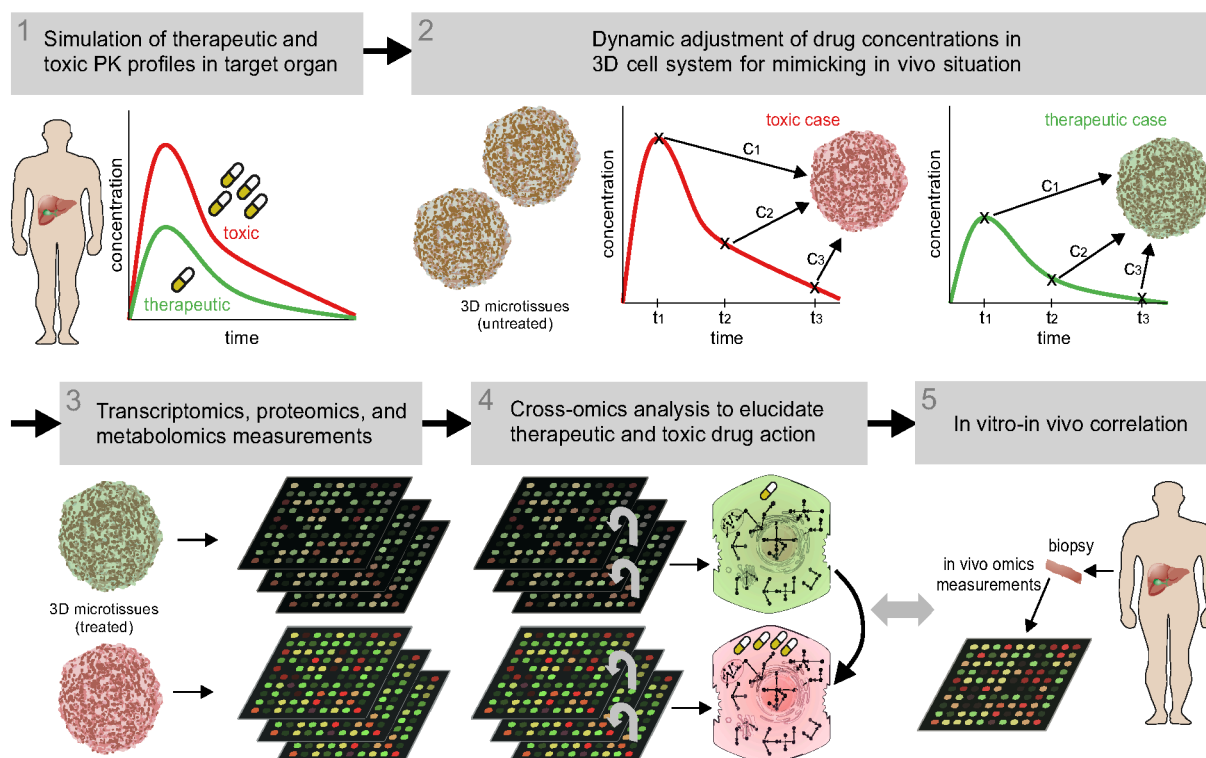 1
Simulation of therapeutic and
toxic PK profiles in target organ
2
Dynamic adjustment of drug concentrations in
3D cell system for mimicking in vivo situation
concentration
toxic
therapeutic
time
3D microtissues
(untreated)
concentration
toxic case
C1
C2
C3
t1
t2
t3
time
concentration
therapeutic case
C1
C2
C3
t1
t2
t3
time
3
Transcriptomics, proteomics, and
metabolomics measurements
4
Cross-omics analysis to elucidate
therapeutic and toxic drug action
5
In vitro-in vivo correlation
3D microtissues
(treated)
biopsy
in vivo omics
measurements